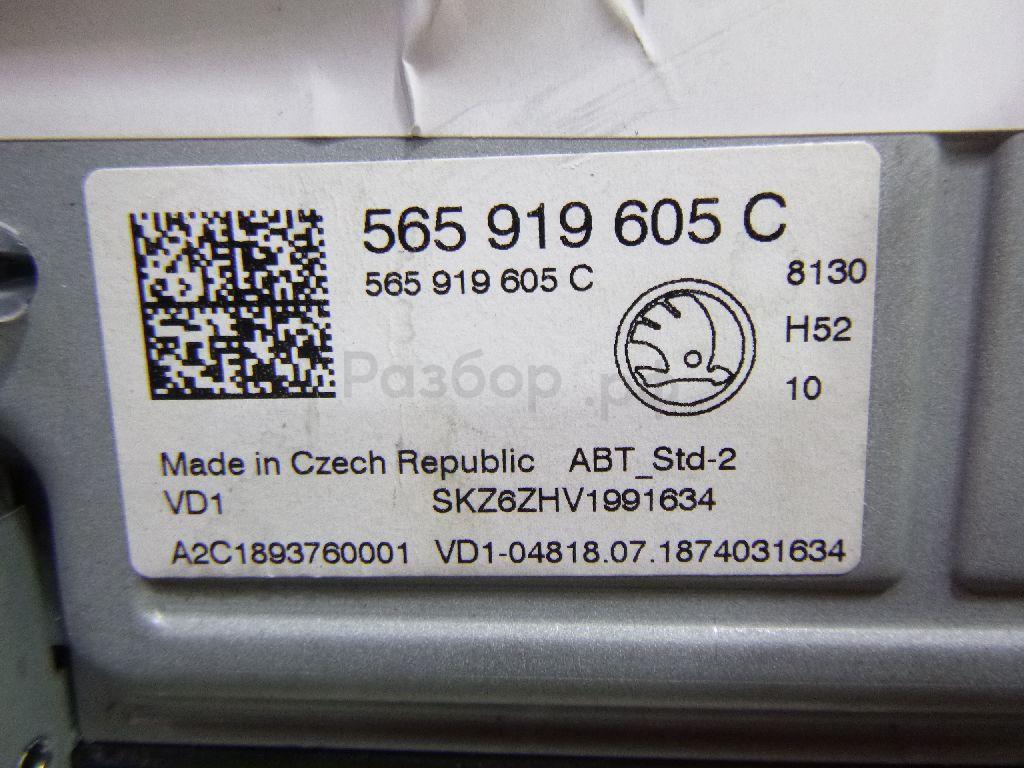 565 919 605 C
565 919 605 C
8130
H52
10
Разбор .рф
Made in Czech Republic ABT_Std-2
VD1 SKZ6ZHV1991634
A2C1893760001 VD1-04818.07.1874031634